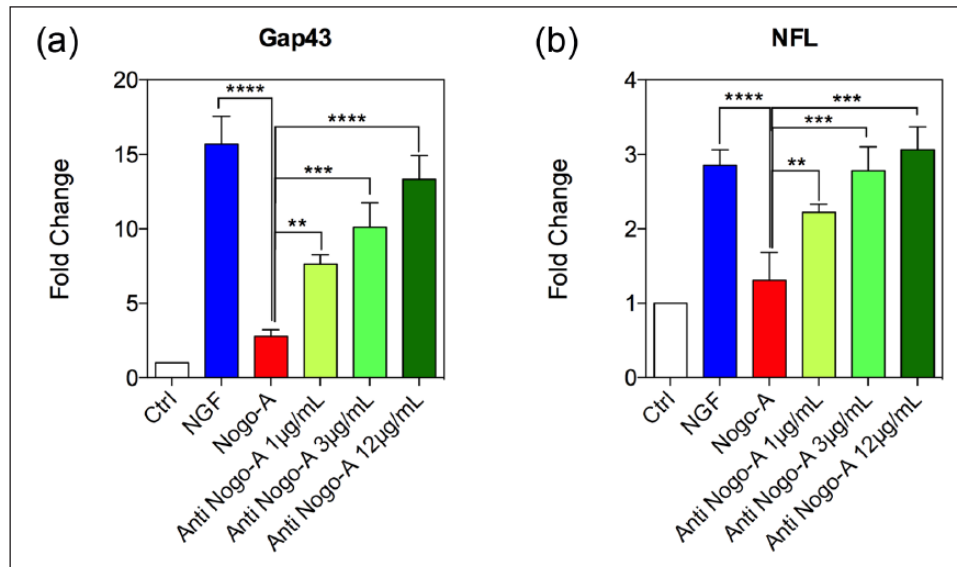 (a)
Gap43
Fold Change
20
15
10
5
0
****
****
***
**
Ctrl
NGF
Nogo-A
Anti Nogo-A 1µg/mL
Anti Nogo-A 3µg/mL
Anti Nogo-A 12µg/mL
(b)
NFL
Fold Change
4
3
2
1
0
****
***
***
**
Ctrl
NGF
Nogo-A
Anti Nogo-A 1µg/mL
Anti Nogo-A 3µg/mL
Anti Nogo-A 12µg/mL